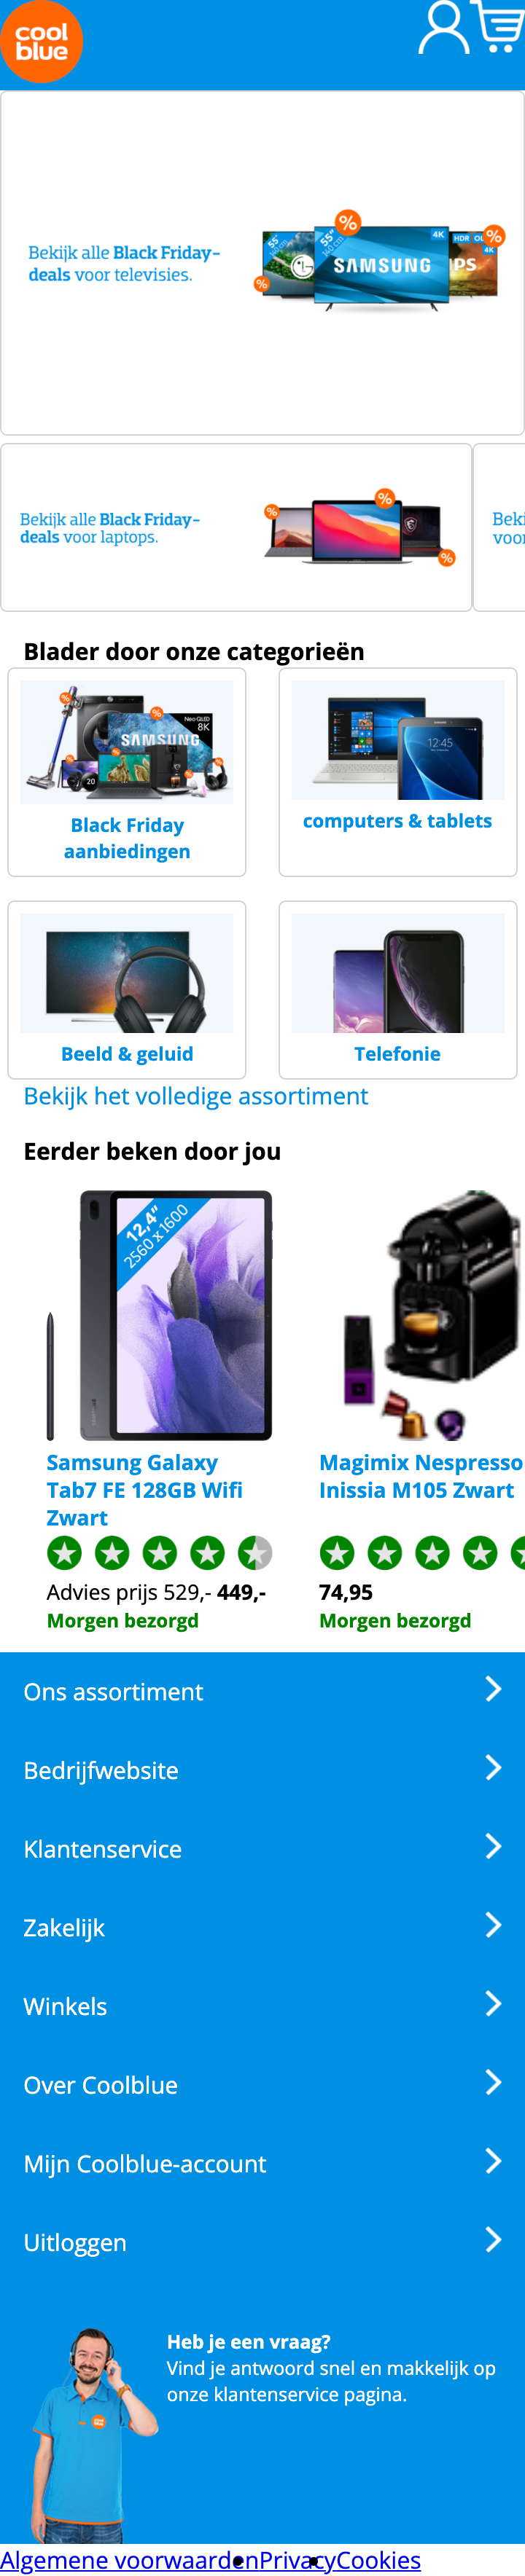 cool
blue
Bekijk alle Black Friday-
deals voor televisies.
55"
55"
140 cm
4K
HDR
4K
SAMSUNG
Bekijk alle Black Friday-
deals voor laptops.
Blader door onze categorieën
Neo QLED
8K
SAMSUNG
20
12:45
Black Friday
aanbiedingen
computers & tablets
Beeld & geluid
Telefonie
Bekijk het volledige assortiment
Eerder beken door jou
12,4"
2560 x 1600
Samsung Galaxy
Tab7 FE 128GB Wifi
Zwart
Magimix Nespresso
Inissia M105 Zwart
Advies prijs 529,- 449,-
74,95
Morgen bezorgd
Morgen bezorgd
Ons assortiment
Bedrijfwebsite
Klantenservice
Zakelijk
Winkels
Over Coolblue
Mijn Coolblue-account
Uitloggen
Heb je een vraag?
Vind je antwoord snel en makkelijk op
onze klantenservice pagina.
cool
blue
Algemene voorwaardenPrivacyCookies